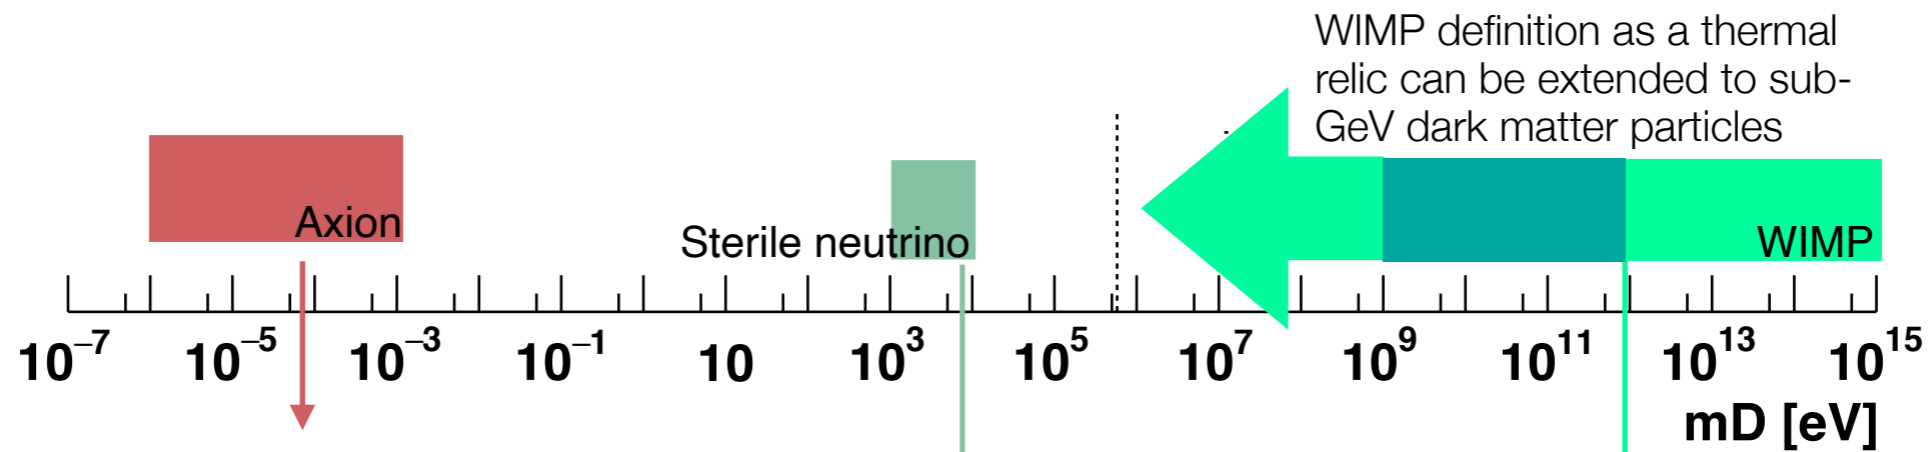 WIMP definition as a thermal
relic can be extended to sub-
GeV dark matter particles
Axion
Sterile neutrino
WIMP
10⁻⁷ 10⁻⁵ 10⁻³ 10⁻¹ 10 10³ 10⁵ 10⁷ 10⁹ 10¹¹ 10¹³ 10¹⁵
mD [eV]